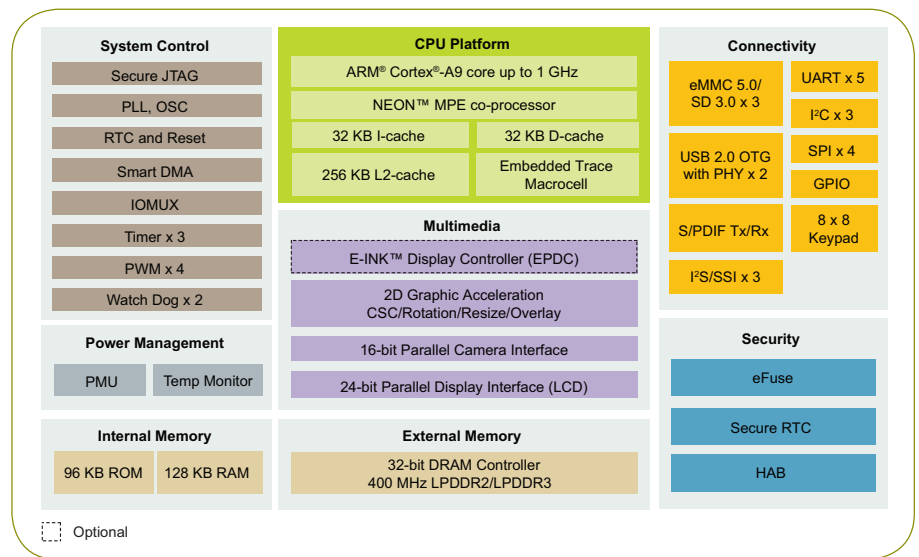 System Control
Secure JTAG
PLL, OSC
RTC and Reset
Smart DMA
IOMUX
Timer x 3
PWM x 4
Watch Dog x 2
Power Management
PMU
Temp Monitor
Internal Memory
96 KB ROM
128 KB RAM
CPU Platform
ARM® Cortex®-A9 core up to 1 GHz
NEON™ MPE co-processor
32 KB I-cache
32 KB D-cache
256 KB L2-cache
Embedded Trace
Macrocell
Multimedia
E-INK™ Display Controller (EPDC)
2D Graphic Acceleration
CSC/Rotation/Resize/Overlay
16-bit Parallel Camera Interface
24-bit Parallel Display Interface (LCD)
External Memory
32-bit DRAM Controller
400 MHz LPDDR2/LPDDR3
Connectivity
eMMC 5.0/
SD 3.0 x 3
USB 2.0 OTG
with PHY x 2
S/PDIF Tx/Rx
I²S/SSI x 3
UART x 5
I²C x 3
SPI x 4
GPIO
8 x 8
Keypad
Security
eFuse
Secure RTC
HAB
Optional